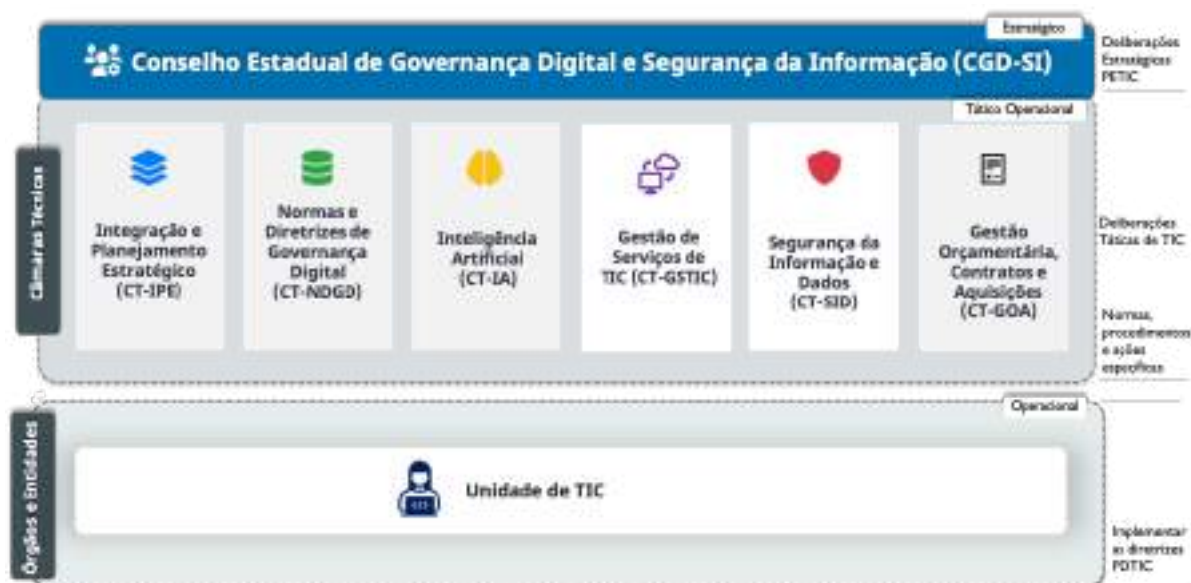 Estratégico
Conselho Estadual de Governança Digital e Segurança da Informação (CGD-SI)
Deliberações
Estratégicas
PETIC
Tático Operacional
Câmaras Técnicas
Integração e
Planejamento
Estratégico
(CT-IPE)
Normas e
Diretrizes de
Governança
Digital
(CT-NDGD)
Inteligência
Artificial
(CT-IA)
Gestão de
Serviços de
TIC (CT-GSTIC)
Segurança da
Informação e
Dados
(CT-SID)
Gestão
Orçamentária,
Contratos e
Aquisições
(CT-GOA)
Deliberações
Táticas de TIC
Normas,
procedimentos
e ações
específicas
Operacional
Órgãos e Entidades
Unidade de TIC
Implementar
as diretrizes
PDTIC